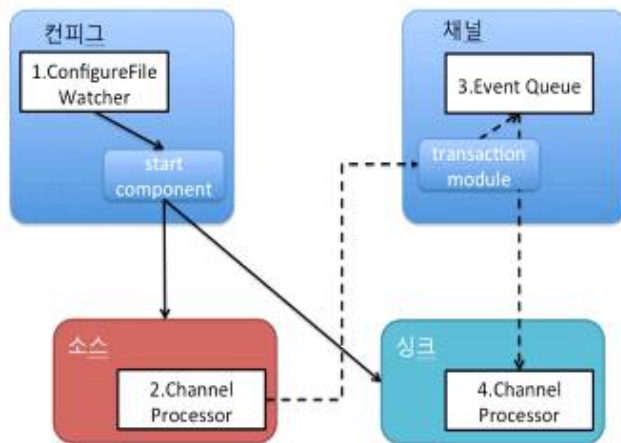 컨피그
1.ConfigureFile
Watcher
start
component
채널
3.Event Queue
transaction
module
소스
2.Channel
Processor
싱크
4.Channel
Processor